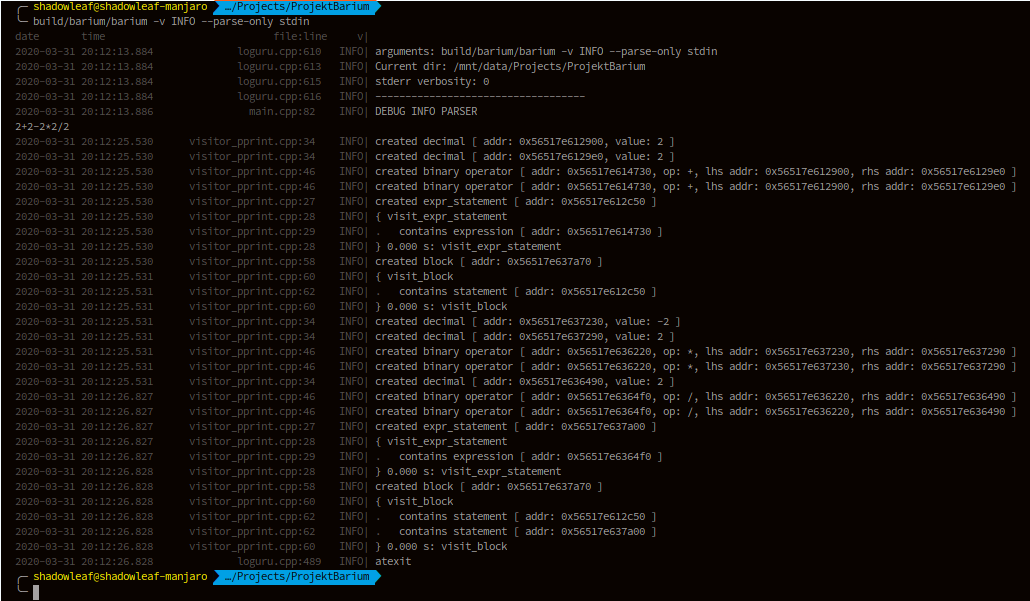 shadowleaf@shadowleaf-manjaro …/Projects/ProjektBarium
build/barium/barium -v INFO --parse-only stdin
date time file:line v|
2020-03-31 20:12:13.884 loguru.cpp:610 INFO| arguments: build/barium/barium -v INFO --parse-only stdin
2020-03-31 20:12:13.884 loguru.cpp:613 INFO| Current dir: /mnt/data/Projects/ProjektBarium
2020-03-31 20:12:13.884 loguru.cpp:615 INFO| stderr verbosity: 0
2020-03-31 20:12:13.884 loguru.cpp:616 INFO| -----------------------------------
2020-03-31 20:12:13.886 main.cpp:82 INFO| DEBUG INFO PARSER
2+2-2*2/2
2020-03-31 20:12:25.530 visitor_pprint.cpp:34 INFO| created decimal [ addr: 0x56517e612900, value: 2 ]
2020-03-31 20:12:25.530 visitor_pprint.cpp:34 INFO| created decimal [ addr: 0x56517e6129e0, value: 2 ]
2020-03-31 20:12:25.530 visitor_pprint.cpp:46 INFO| created binary operator [ addr: 0x56517e614730, op: +, lhs addr: 0x56517e612900, rhs addr: 0x56517e6129e0 ]
2020-03-31 20:12:25.530 visitor_pprint.cpp:46 INFO| created binary operator [ addr: 0x56517e614730, op: +, lhs addr: 0x56517e612900, rhs addr: 0x56517e6129e0 ]
2020-03-31 20:12:25.530 visitor_pprint.cpp:27 INFO| created expr_statement [ addr: 0x56517e612c50 ]
2020-03-31 20:12:25.530 visitor_pprint.cpp:28 INFO| { visit_expr_statement
2020-03-31 20:12:25.530 visitor_pprint.cpp:29 INFO| . contains expression [ addr: 0x56517e614730 ]
2020-03-31 20:12:25.530 visitor_pprint.cpp:28 INFO| } 0.000 s: visit_expr_statement
2020-03-31 20:12:25.530 visitor_pprint.cpp:58 INFO| created block [ addr: 0x56517e637a70 ]
2020-03-31 20:12:25.531 visitor_pprint.cpp:60 INFO| { visit_block
2020-03-31 20:12:25.531 visitor_pprint.cpp:62 INFO| . contains statement [ addr: 0x56517e612c50 ]
2020-03-31 20:12:25.531 visitor_pprint.cpp:60 INFO| } 0.000 s: visit_block
2020-03-31 20:12:25.531 visitor_pprint.cpp:34 INFO| created decimal [ addr: 0x56517e637230, value: -2 ]
2020-03-31 20:12:25.531 visitor_pprint.cpp:34 INFO| created decimal [ addr: 0x56517e637290, value: 2 ]
2020-03-31 20:12:25.531 visitor_pprint.cpp:46 INFO| created binary operator [ addr: 0x56517e636220, op: *, lhs addr: 0x56517e637230, rhs addr: 0x56517e637290 ]
2020-03-31 20:12:25.531 visitor_pprint.cpp:46 INFO| created binary operator [ addr: 0x56517e636220, op: *, lhs addr: 0x56517e637230, rhs addr: 0x56517e637290 ]
2020-03-31 20:12:25.531 visitor_pprint.cpp:34 INFO| created decimal [ addr: 0x56517e636490, value: 2 ]
2020-03-31 20:12:26.827 visitor_pprint.cpp:46 INFO| created binary operator [ addr: 0x56517e6364f0, op: /, lhs addr: 0x56517e636220, rhs addr: 0x56517e636490 ]
2020-03-31 20:12:26.827 visitor_pprint.cpp:46 INFO| created binary operator [ addr: 0x56517e6364f0, op: /, lhs addr: 0x56517e636220, rhs addr: 0x56517e636490 ]
2020-03-31 20:12:26.827 visitor_pprint.cpp:27 INFO| created expr_statement [ addr: 0x56517e637a00 ]
2020-03-31 20:12:26.827 visitor_pprint.cpp:28 INFO| { visit_expr_statement
2020-03-31 20:12:26.827 visitor_pprint.cpp:29 INFO| . contains expression [ addr: 0x56517e6364f0 ]
2020-03-31 20:12:26.828 visitor_pprint.cpp:28 INFO| } 0.000 s: visit_expr_statement
2020-03-31 20:12:26.828 visitor_pprint.cpp:58 INFO| created block [ addr: 0x56517e637a70 ]
2020-03-31 20:12:26.828 visitor_pprint.cpp:60 INFO| { visit_block
2020-03-31 20:12:26.828 visitor_pprint.cpp:62 INFO| . contains statement [ addr: 0x56517e612c50 ]
2020-03-31 20:12:26.828 visitor_pprint.cpp:62 INFO| . contains statement [ addr: 0x56517e637a00 ]
2020-03-31 20:12:26.828 visitor_pprint.cpp:60 INFO| } 0.000 s: visit_block
2020-03-31 20:12:26.828 loguru.cpp:489 INFO| atexit
shadowleaf@shadowleaf-manjaro …/Projects/ProjektBarium